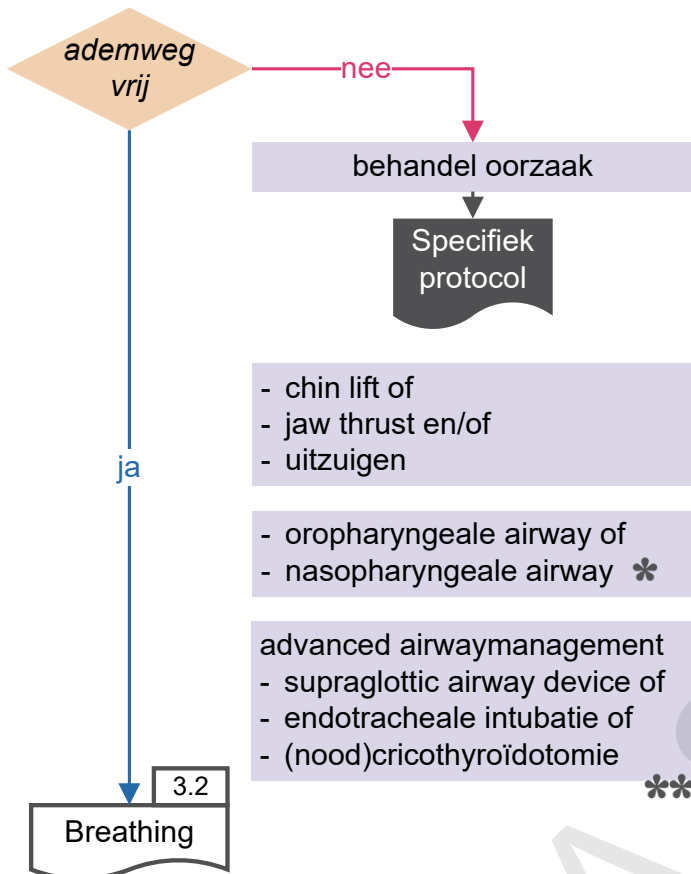 ademweg
vrij
nee
behandel oorzaak
Specifiek
protocol
- chin lift of
- jaw thrust en/of
- uitzuigen
ja
- oropharyngeale airway of
- nasopharyngeale airway *
advanced airwaymanagement
- supraglottic airway device of
- endotracheale intubatie of
- (nood)cricothyroïdotomie
**
3.2
Breathing